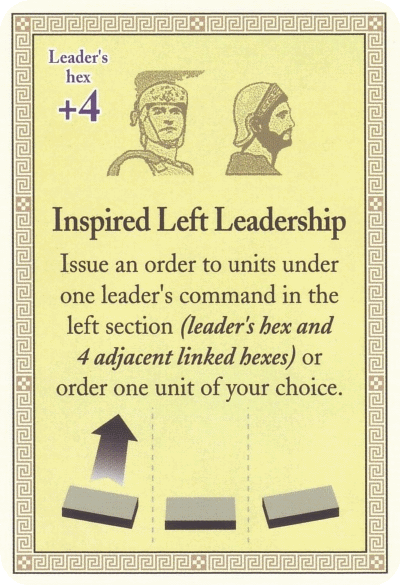 Leader's
hex
+4
Inspired Left Leadership
Issue an order to units under
one leader's command in the
left section (leader's hex and
4 adjacent linked hexes) or
order one unit of your choice.